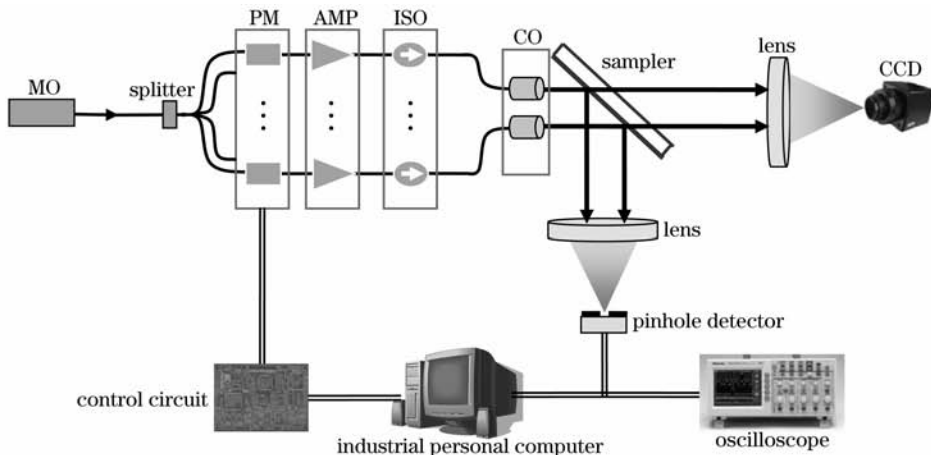 PM
AMP
ISO
CO
sampler
lens
CCD
MO
splitter
lens
pinhole detector
control circuit
industrial personal computer
oscilloscope